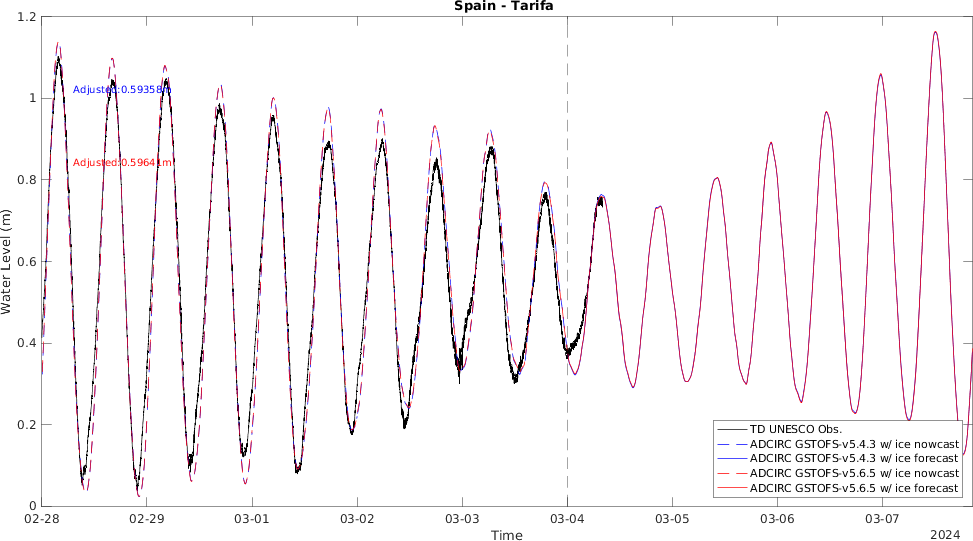 Spain - Tarifa
1.2
1
0.8
0.6
0.4
0.2
0
Water Level (m)
Adjusted:0.59358m
Adjusted:0.5964 m
02-28
02-29
03-01
03-02
03-03
03-04
03-05
03-06
03-07
Time
2024
TD UNESCO Obs.
ADCIRC GSTOFS-v5.4.3 w/ ice nowcast
ADCIRC GSTOFS-v5.4.3 w/ ice forecast
ADCIRC GSTOFS-v5.6.5 w/ ice nowcast
ADCIRC GSTOFS-v5.6.5 w/ ice forecast